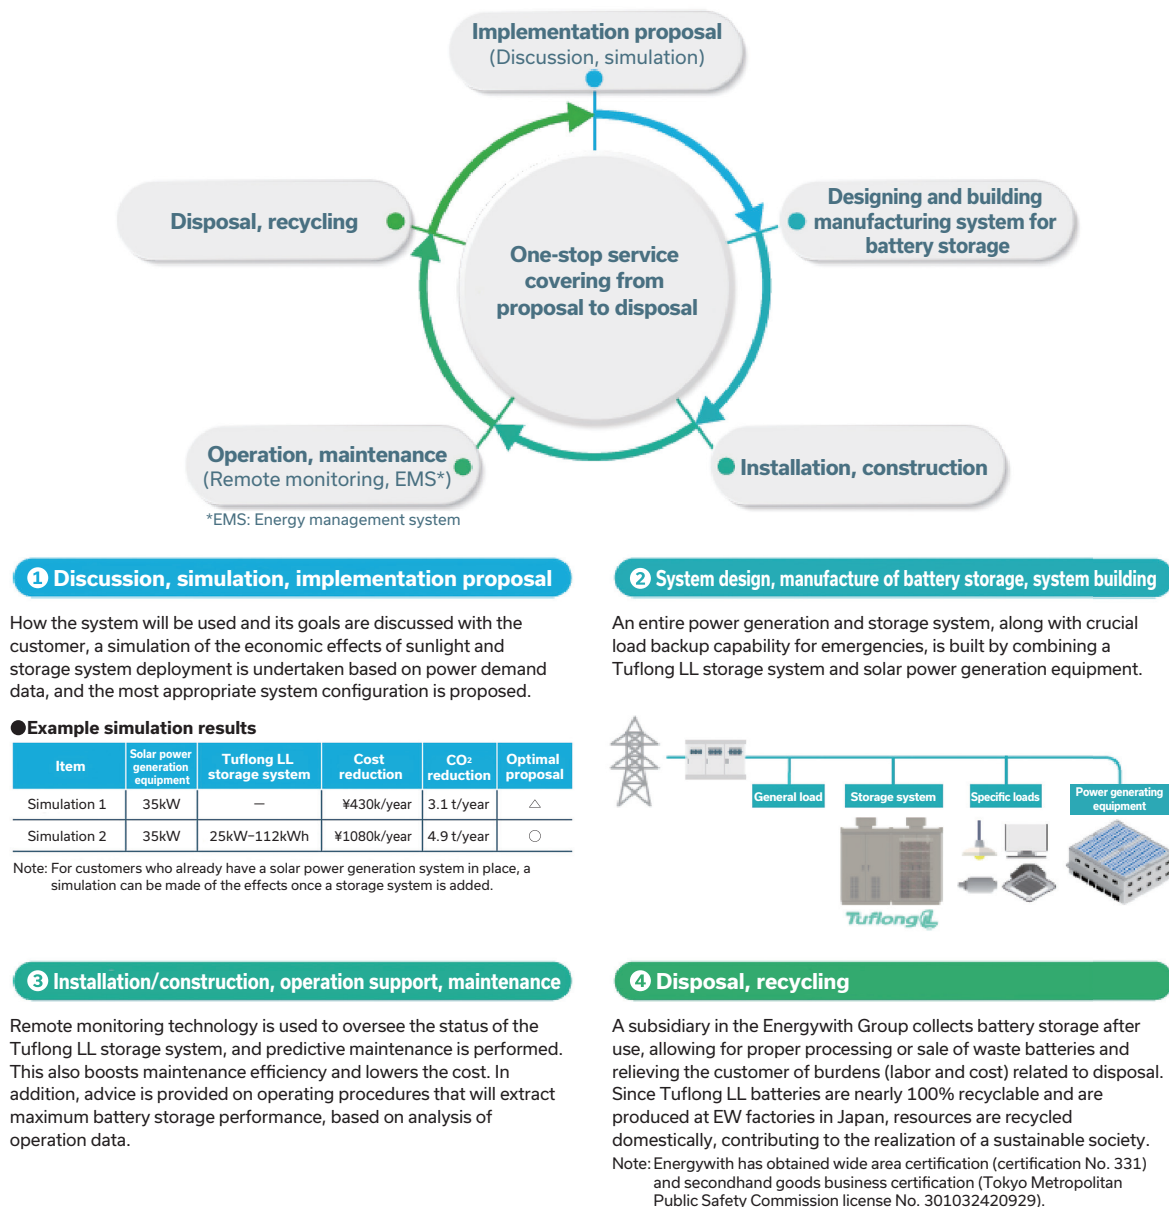 Implementation proposal
(Discussion, simulation)
Disposal, recycling
Designing and building
manufacturing system for
battery storage
One-stop service
covering from
proposal to disposal
Operation, maintenance
(Remote monitoring, EMS*)
Installation, construction
*EMS: Energy management system
❶ Discussion, simulation, implementation proposal
How the system will be used and its goals are discussed with the
customer, a simulation of the economic effects of sunlight and
storage system deployment is undertaken based on power demand
data, and the most appropriate system configuration is proposed.
●Example simulation results
Item | Solar power generation equipment | Tuflong LL storage system | Cost reduction | CO2 reduction | Optimal proposal
Simulation 1 | 35kW | — | ¥430k/year | 3.1 t/year | △
Simulation 2 | 35kW | 25kW–112kWh | ¥1080k/year | 4.9 t/year | ○
Note: For customers who already have a solar power generation system in place, a
simulation can be made of the effects once a storage system is added.
❷ System design, manufacture of battery storage, system building
An entire power generation and storage system, along with crucial
load backup capability for emergencies, is built by combining a
Tuflong LL storage system and solar power generation equipment.
General load
Storage system
Specific loads
Power generating
equipment
Tuflong LL
❸ Installation/construction, operation support, maintenance
Remote monitoring technology is used to oversee the status of the
Tuflong LL storage system, and predictive maintenance is performed.
This also boosts maintenance efficiency and lowers the cost. In
addition, advice is provided on operating procedures that will extract
maximum battery storage performance, based on analysis of
operation data.
❹ Disposal, recycling
A subsidiary in the Energywith Group collects battery storage after
use, allowing for proper processing or sale of waste batteries and
relieving the customer of burdens (labor and cost) related to disposal.
Since Tuflong LL batteries are nearly 100% recyclable and are
produced at EW factories in Japan, resources are recycled
domestically, contributing to the realization of a sustainable society.
Note: Energywith has obtained wide area certification (certification No. 331)
and secondhand goods business certification (Tokyo Metropolitan
Public Safety Commission license No. 301032420929).